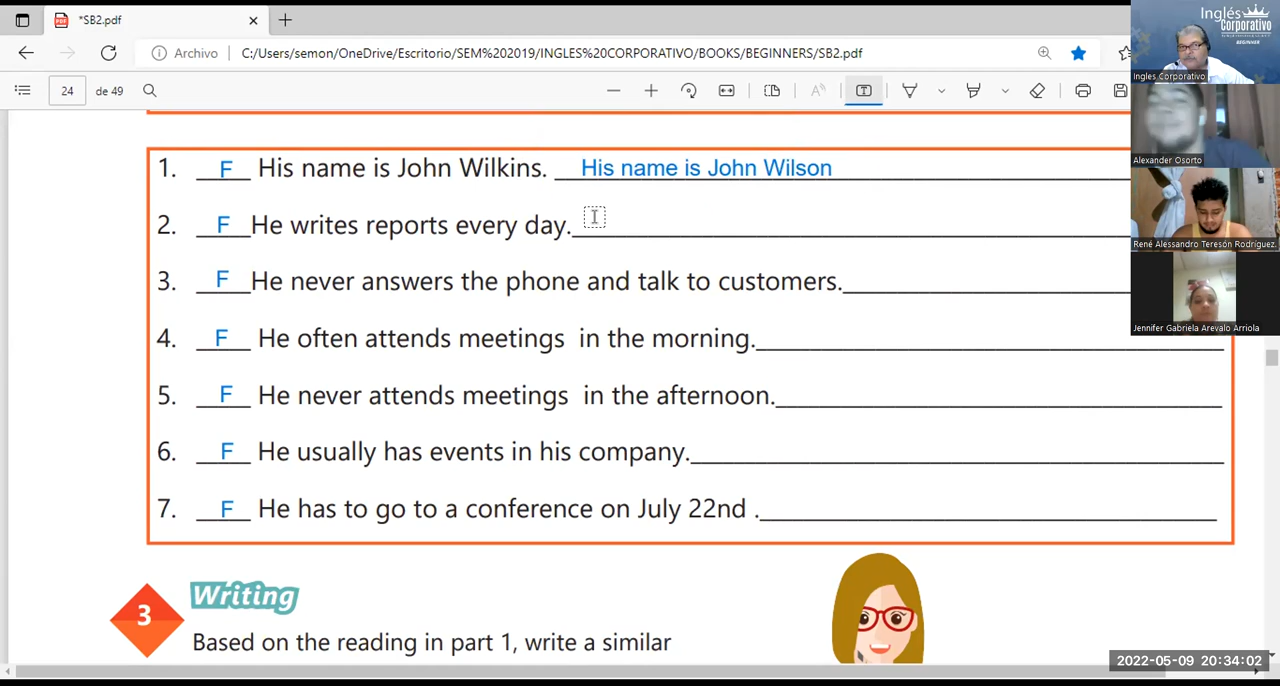 *SB2.pdf
Archivo
C:/Users/semon/OneDrive/Escritorio/SEM%202019/INGLES%20CORPORATIVO/BOOKS/BEGINNERS/SB2.pdf
24 de 49
1. F His name is John Wilkins. His name is John Wilson
2. F He writes reports every day.
3. F He never answers the phone and talk to customers.
4. F He often attends meetings in the morning.
5. F He never attends meetings in the afternoon.
6. F He usually has events in his company.
7. F He has to go to a conference on July 22nd .
3 Writing
Based on the reading in part 1, write a similar
Inglés
Corporativo
BEGINNER
Ingles Corporativo
Alexander Osorto
René Alessandro Teresón Rodríguez.
Jennifer Gabriela Arevalo Arriola
2022-05-09 20:34:02